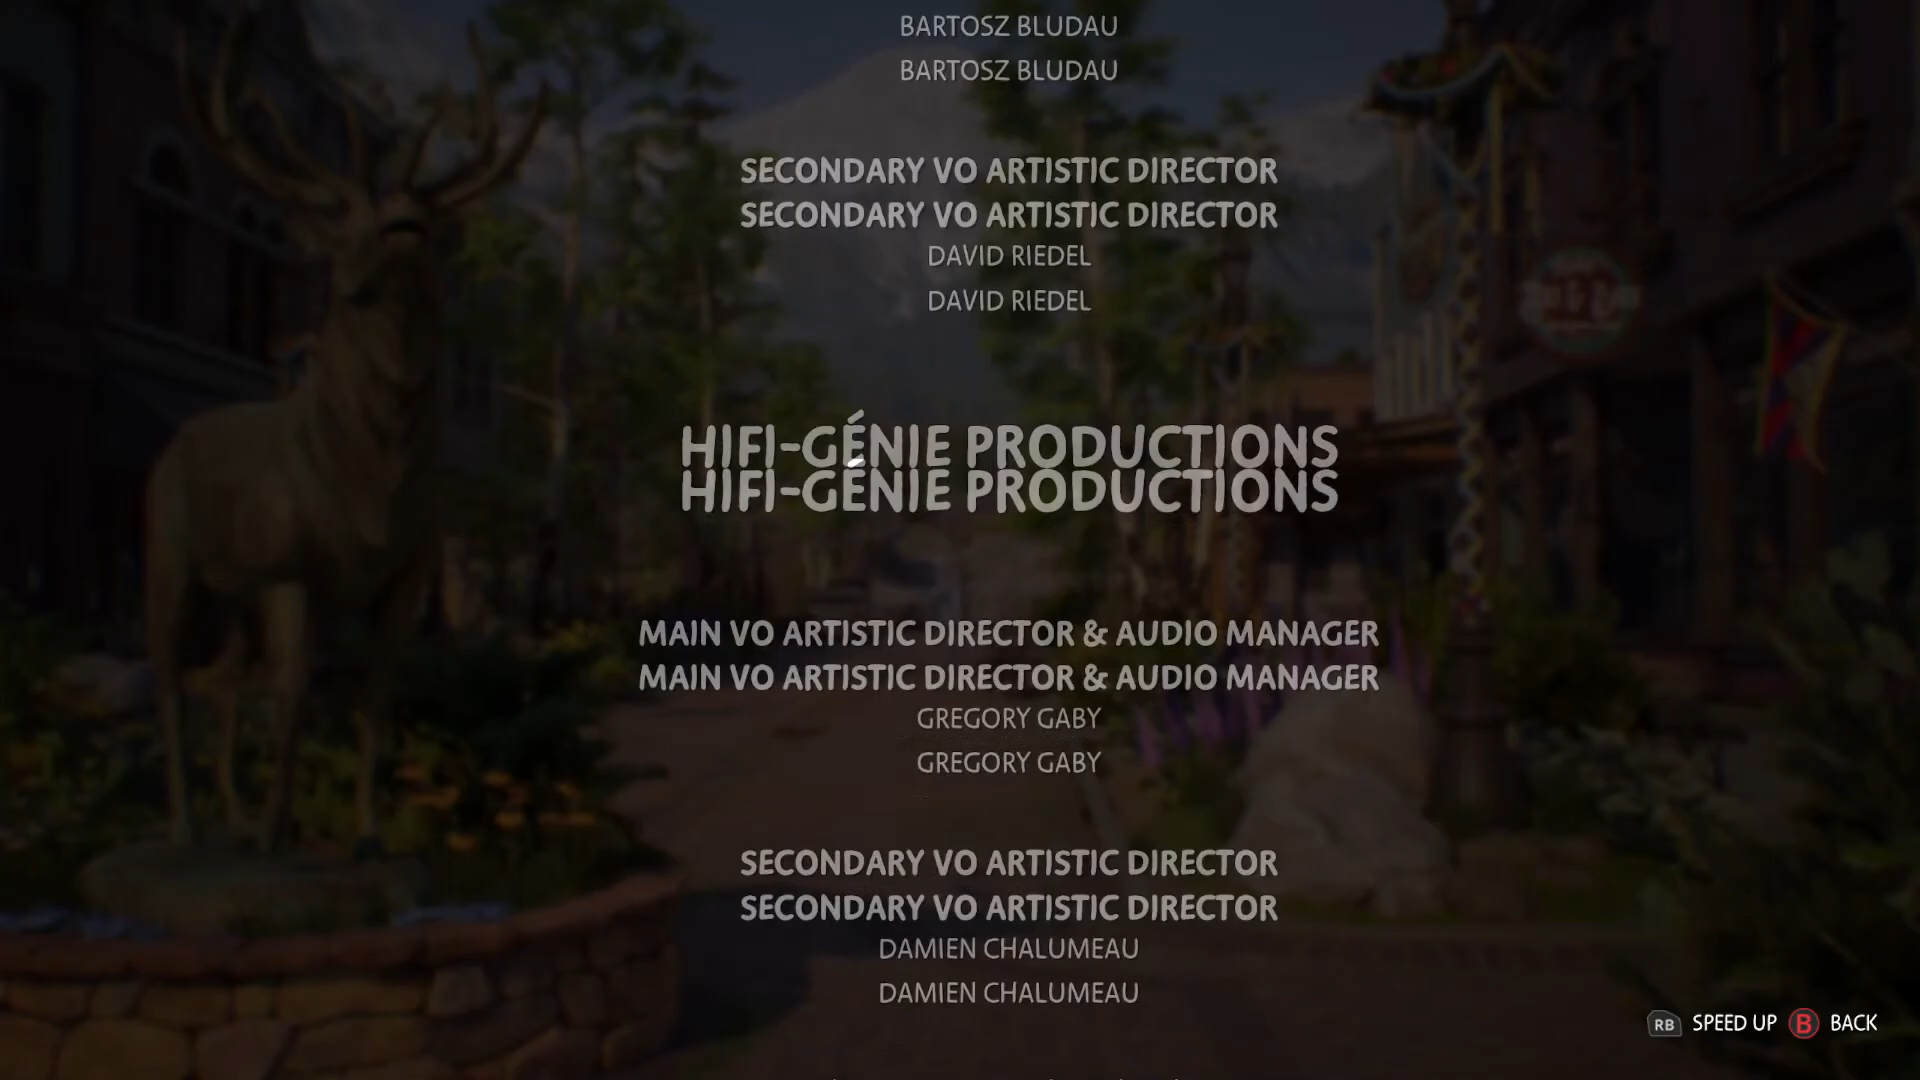 BARTOSZ BLUDAU
BARTOSZ BLUDAU
SECONDARY VO ARTISTIC DIRECTOR
SECONDARY VO ARTISTIC DIRECTOR
DAVID RIEDEL
DAVID RIEDEL
HIFI-GÉNIE PRODUCTIONS
HIFI-GÉNIE PRODUCTIONS
MAIN VO ARTISTIC DIRECTOR & AUDIO MANAGER
MAIN VO ARTISTIC DIRECTOR & AUDIO MANAGER
GREGORY GABY
GREGORY GABY
SECONDARY VO ARTISTIC DIRECTOR
SECONDARY VO ARTISTIC DIRECTOR
DAMIEN CHALUMEAU
DAMIEN CHALUMEAU
RB SPEED UP B BACK